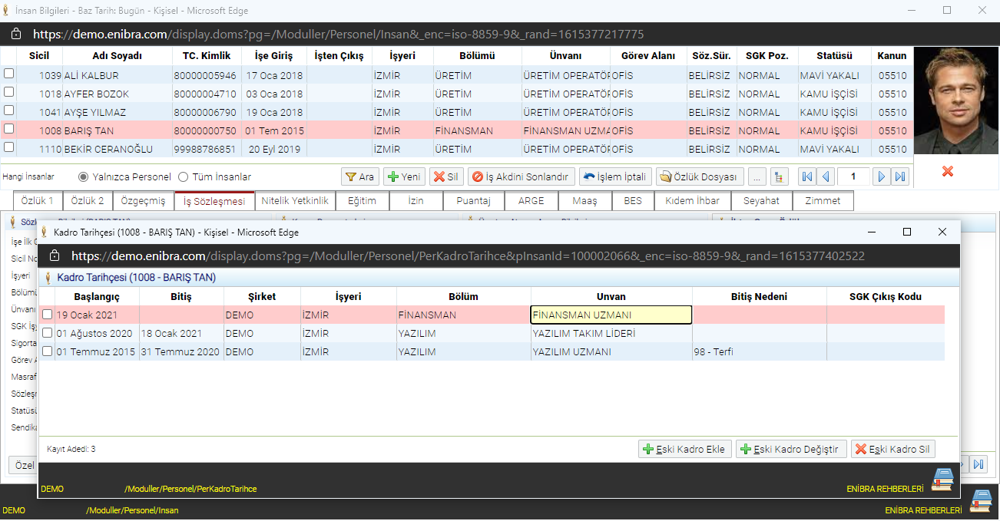 İnsan Bilgileri - Baz Tarih: Bugün - Kişisel - Microsoft Edge
https://demo.enibra.com/display.doms?pg=/Moduller/Personel/Insan&_enc=iso-8859-9&_rand=1615377217775
Sicil Adı Soyadı TC. Kimlik İşe Giriş İşten Çıkış İşyeri Bölümü Ünvanı Görev Alanı Söz.Sür. SGK Poz. Statüsü Kanun
1039 ALİ KALBUR 80000005946 17 Oca 2018 İZMİR ÜRETİM ÜRETİM OPERATÖR OFİS BELİRSİZ NORMAL MAVİ YAKALI 05510
1018 AYFER BOZOK 80000004710 03 Oca 2018 İZMİR ÜRETİM ÜRETİM OPERATÖR OFİS BELİRSİZ NORMAL KAMU İŞÇİSİ 05510
1041 AYŞE YILMAZ 80000006790 19 Oca 2018 İZMİR ÜRETİM ÜRETİM OPERATÖR OFİS BELİRSİZ NORMAL KAMU İŞÇİSİ 05510
1008 BARIŞ TAN 80000000750 01 Tem 2015 İZMİR FİNANSMAN FİNANSMAN UZMA OFİS BELİRSİZ NORMAL KAMU İŞÇİSİ 05510
1110 BEKİR CERANOĞLU 99988786851 20 Eyl 2019 İZMİR ÜRETİM ÜRETİM OPERATÖR OFİS BELİRSİZ NORMAL MAVİ YAKALI 05510
Hangi İnsanlar Yalnızca Personel Tüm İnsanlar Ara Yeni Sil İş Akdini Sonlandır İşlem İptali Özlük Dosyası ... 1
Özlük 1 Özlük 2 Özgeçmiş İş Sözleşmesi Nitelik Yetkinlik Eğitim İzin Puantaj ARGE Maaş BES Kıdem İhbar Seyahat Zimmet
Kadro Tarihçesi (1008 - BARIŞ TAN) - Kişisel - Microsoft Edge
https://demo.enibra.com/display.doms?pg=/Moduller/Personel/PerKadroTarihce&pInsanId=100002066&_enc=iso-8859-9&_rand=1615377402522
Kadro Tarihçesi (1008 - BARIŞ TAN)
Başlangıç Bitiş Şirket İşyeri Bölüm Unvan Bitiş Nedeni SGK Çıkış Kodu
19 Ocak 2021 DEMO İZMİR FİNANSMAN FİNANSMAN UZMANI
01 Ağustos 2020 18 Ocak 2021 DEMO İZMİR YAZILIM YAZILIM TAKIM LİDERİ
01 Temmuz 2015 31 Temmuz 2020 DEMO İZMİR YAZILIM YAZILIM UZMANI 98 - Terfi
Kayıt Adedi: 3 Eski Kadro Ekle Eski Kadro Değiştir Eski Kadro Sil
DEMO /Moduller/Personel/PerKadroTarihce ENİBRA REHBERLERİ
İşe İlk
Sicil
İşyeri
Bölümü
Ünvanı
SGK
Görev
Masraf
Statüsü
Özel
DEMO /Moduller/Personel/Insan ENİBRA REHBERLERİ